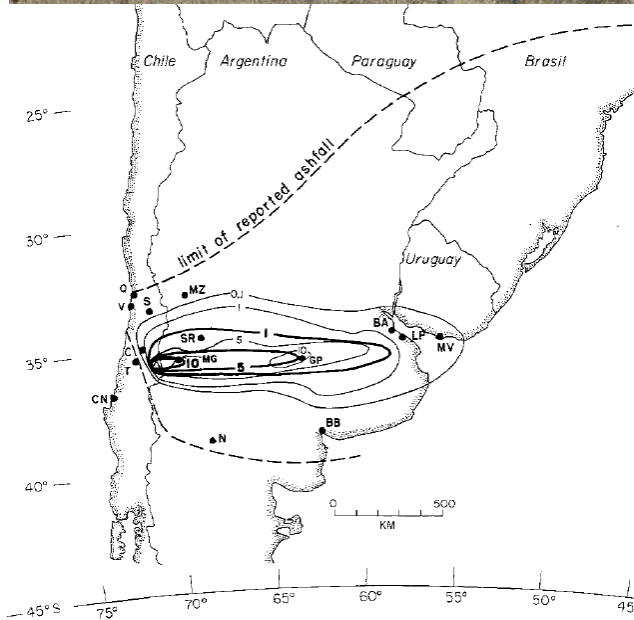 Chile Argentina Paraguay Brasil
25°
limit of reported ashfall
30°
Uruguay
Q
MZ
V S
0,1
1
BA
LP
MV
SR
5
1
C
10
MG
GP
35°
T
10
5
CN
BB
N
0 500
KM
40°
45°S
75° 70° 65° 60° 55° 50°